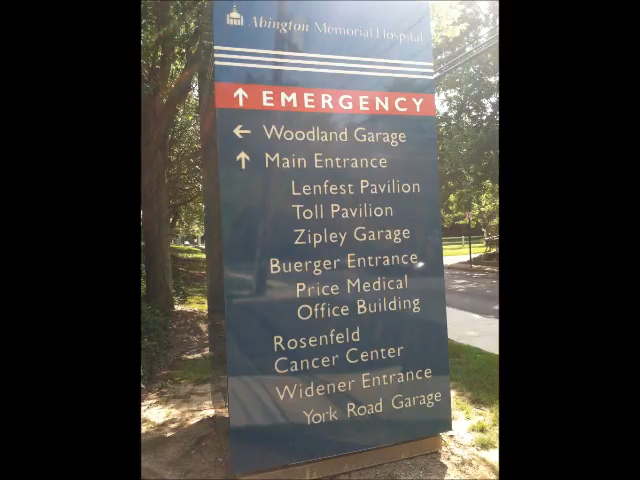 Abington Memorial Hospital
↑ EMERGENCY
← Woodland Garage
↑ Main Entrance
Lenfest Pavilion
Toll Pavilion
Zipley Garage
Buerger Entrance
Price Medical
Office Building
Rosenfeld
Cancer Center
Widener Entrance
York Road Garage